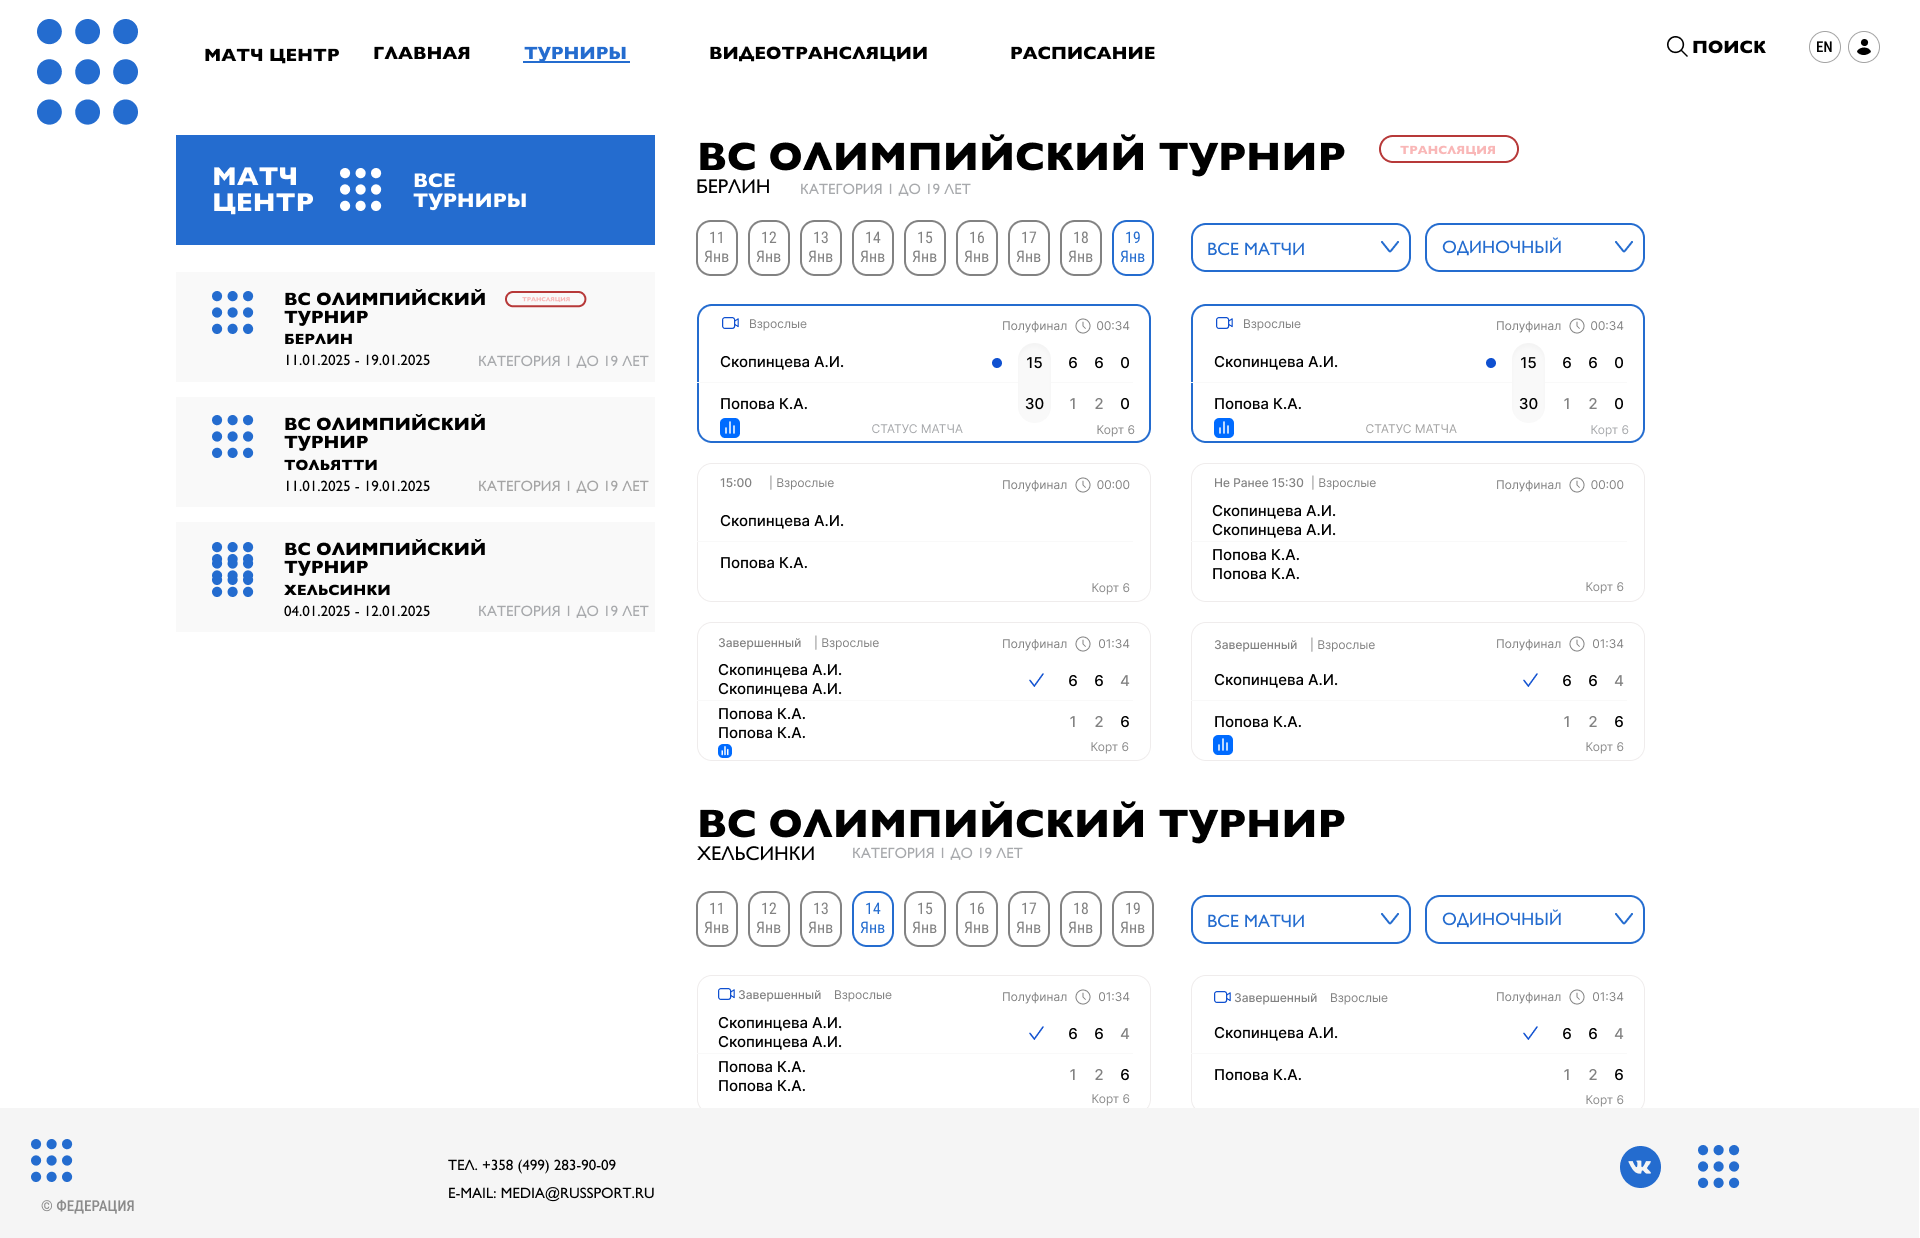 МАТЧ ЦЕНТР ГЛАВНАЯ ТУРНИРЫ ВИДЕОТРАНСЛЯЦИИ РАСПИСАНИЕ ПОИСК EN
МАТЧ
ЦЕНТР
ВСЕ
ТУРНИРЫ
ВС ОЛИМПИЙСКИЙ
ТУРНИР
ТРАНСЛЯЦИЯ
БЕРЛИН
11.01.2025 - 19.01.2025 КАТЕГОРИЯ 1 ДО 19 ЛЕТ
ВС ОЛИМПИЙСКИЙ
ТУРНИР
ТОЛЬЯТТИ
11.01.2025 - 19.01.2025 КАТЕГОРИЯ 1 ДО 19 ЛЕТ
ВС ОЛИМПИЙСКИЙ
ТУРНИР
ХЕЛЬСИНКИ
04.01.2025 - 12.01.2025 КАТЕГОРИЯ 1 ДО 19 ЛЕТ
ВС ОЛИМПИЙСКИЙ ТУРНИР ТРАНСЛЯЦИЯ
БЕРЛИН КАТЕГОРИЯ 1 ДО 19 ЛЕТ
11 12 13 14 15 16 17 18 19
Янв Янв Янв Янв Янв Янв Янв Янв Янв
ВСЕ МАТЧИ ОДИНОЧНЫЙ
Взрослые Полуфинал 00:34
Скопинцева А.И. 15 6 6 0
Попова К.А. 30 1 2 0
СТАТУС МАТЧА Корт 6
Взрослые Полуфинал 00:34
Скопинцева А.И. 15 6 6 0
Попова К.А. 30 1 2 0
СТАТУС МАТЧА Корт 6
15:00 | Взрослые Полуфинал 00:00
Скопинцева А.И.
Попова К.А.
Корт 6
Не Ранее 15:30 | Взрослые Полуфинал 00:00
Скопинцева А.И.
Скопинцева А.И.
Попова К.А.
Попова К.А.
Корт 6
Завершенный | Взрослые Полуфинал 01:34
Скопинцева А.И.
Скопинцева А.И.
6 6 4
Попова К.А.
Попова К.А.
1 2 6
Корт 6
Завершенный | Взрослые Полуфинал 01:34
Скопинцева А.И. 6 6 4
Попова К.А. 1 2 6
Корт 6
ВС ОЛИМПИЙСКИЙ ТУРНИР
ХЕЛЬСИНКИ КАТЕГОРИЯ 1 ДО 19 ЛЕТ
11 12 13 14 15 16 17 18 19
Янв Янв Янв Янв Янв Янв Янв Янв Янв
ВСЕ МАТЧИ ОДИНОЧНЫЙ
Завершенный Взрослые Полуфинал 01:34
Скопинцева А.И.
Скопинцева А.И.
6 6 4
Попова К.А.
Попова К.А.
1 2 6
Корт 6
Завершенный Взрослые Полуфинал 01:34
Скопинцева А.И. 6 6 4
Попова К.А. 1 2 6
Корт 6
© ФЕДЕРАЦИЯ
ТЕЛ. +358 (499) 283-90-09
E-MAIL: MEDIA@RUSSPORT.RU